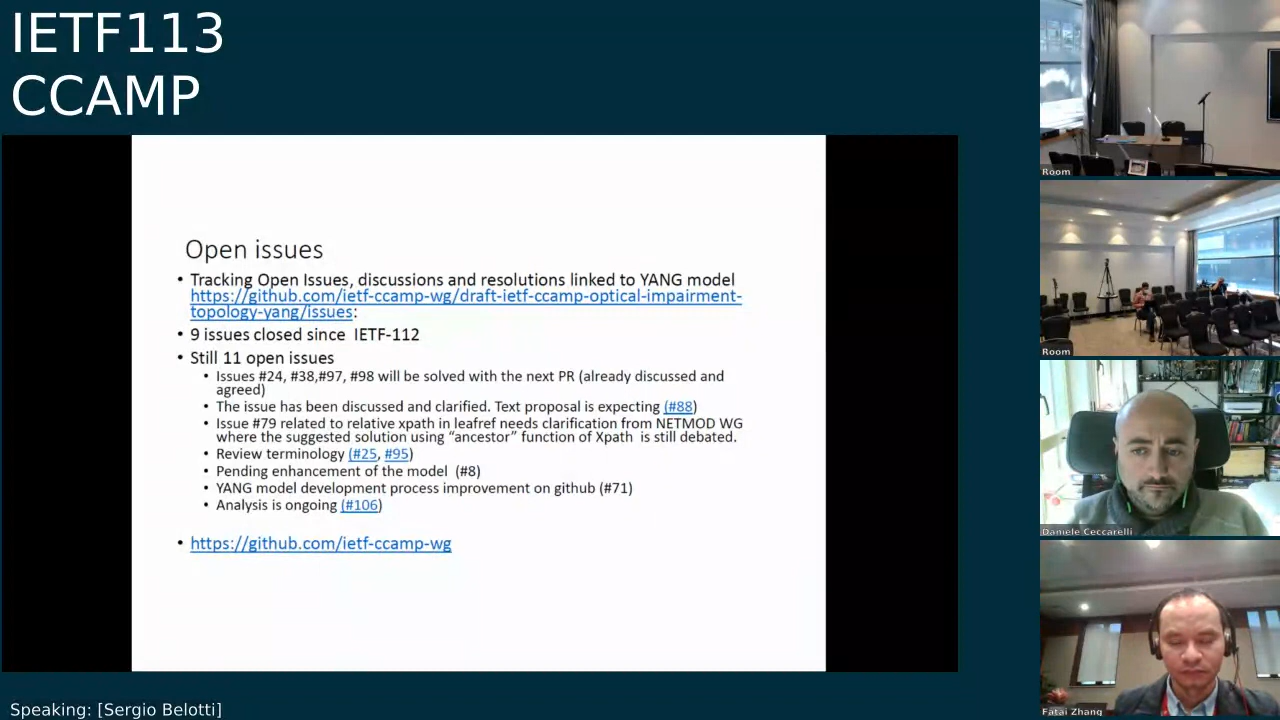 IETF113
CCAMP
Open issues
• Tracking Open Issues, discussions and resolutions linked to YANG model
https://github.com/ietf-ccamp-wg/draft-ietf-ccamp-optical-impairment-
topology-yang/issues:
• 9 issues closed since IETF-112
• Still 11 open issues
• Issues #24, #38,#97, #98 will be solved with the next PR (already discussed and
agreed)
• The issue has been discussed and clarified. Text proposal is expecting (#88)
• Issue #79 related to relative xpath in leafref needs clarification from NETMOD WG
where the suggested solution using “ancestor” function of Xpath is still debated.
• Review terminology (#25, #95)
• Pending enhancement of the model (#8)
• YANG model development process improvement on github (#71)
• Analysis is ongoing (#106)
• https://github.com/ietf-ccamp-wg
Speaking: [Sergio Belotti]
Room
Room
Daniele Ceccarelli
Fatai Zhang